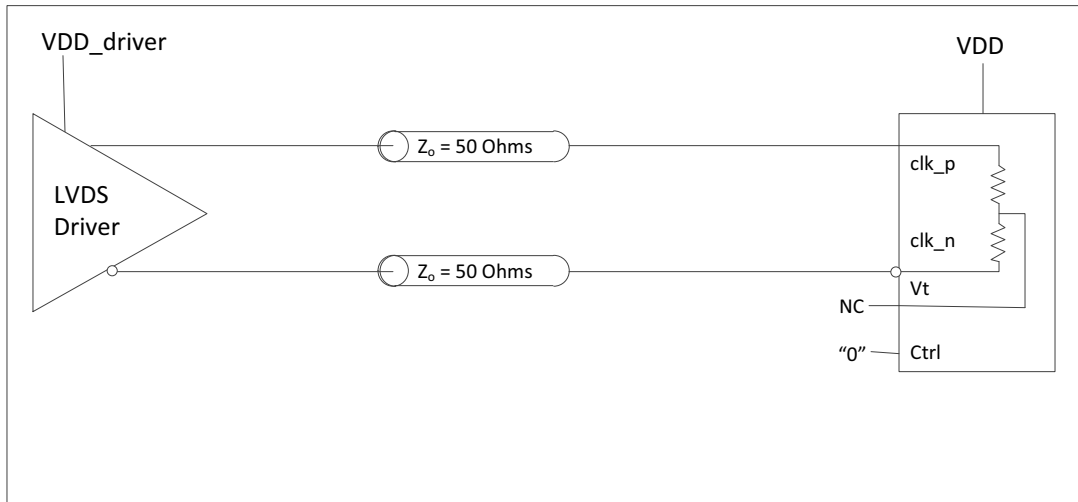 VDD_driver
VDD
LVDS
Driver
Zo = 50 Ohms
clk_p
clk_n
Zo = 50 Ohms
Vt
NC
“0”
Ctrl